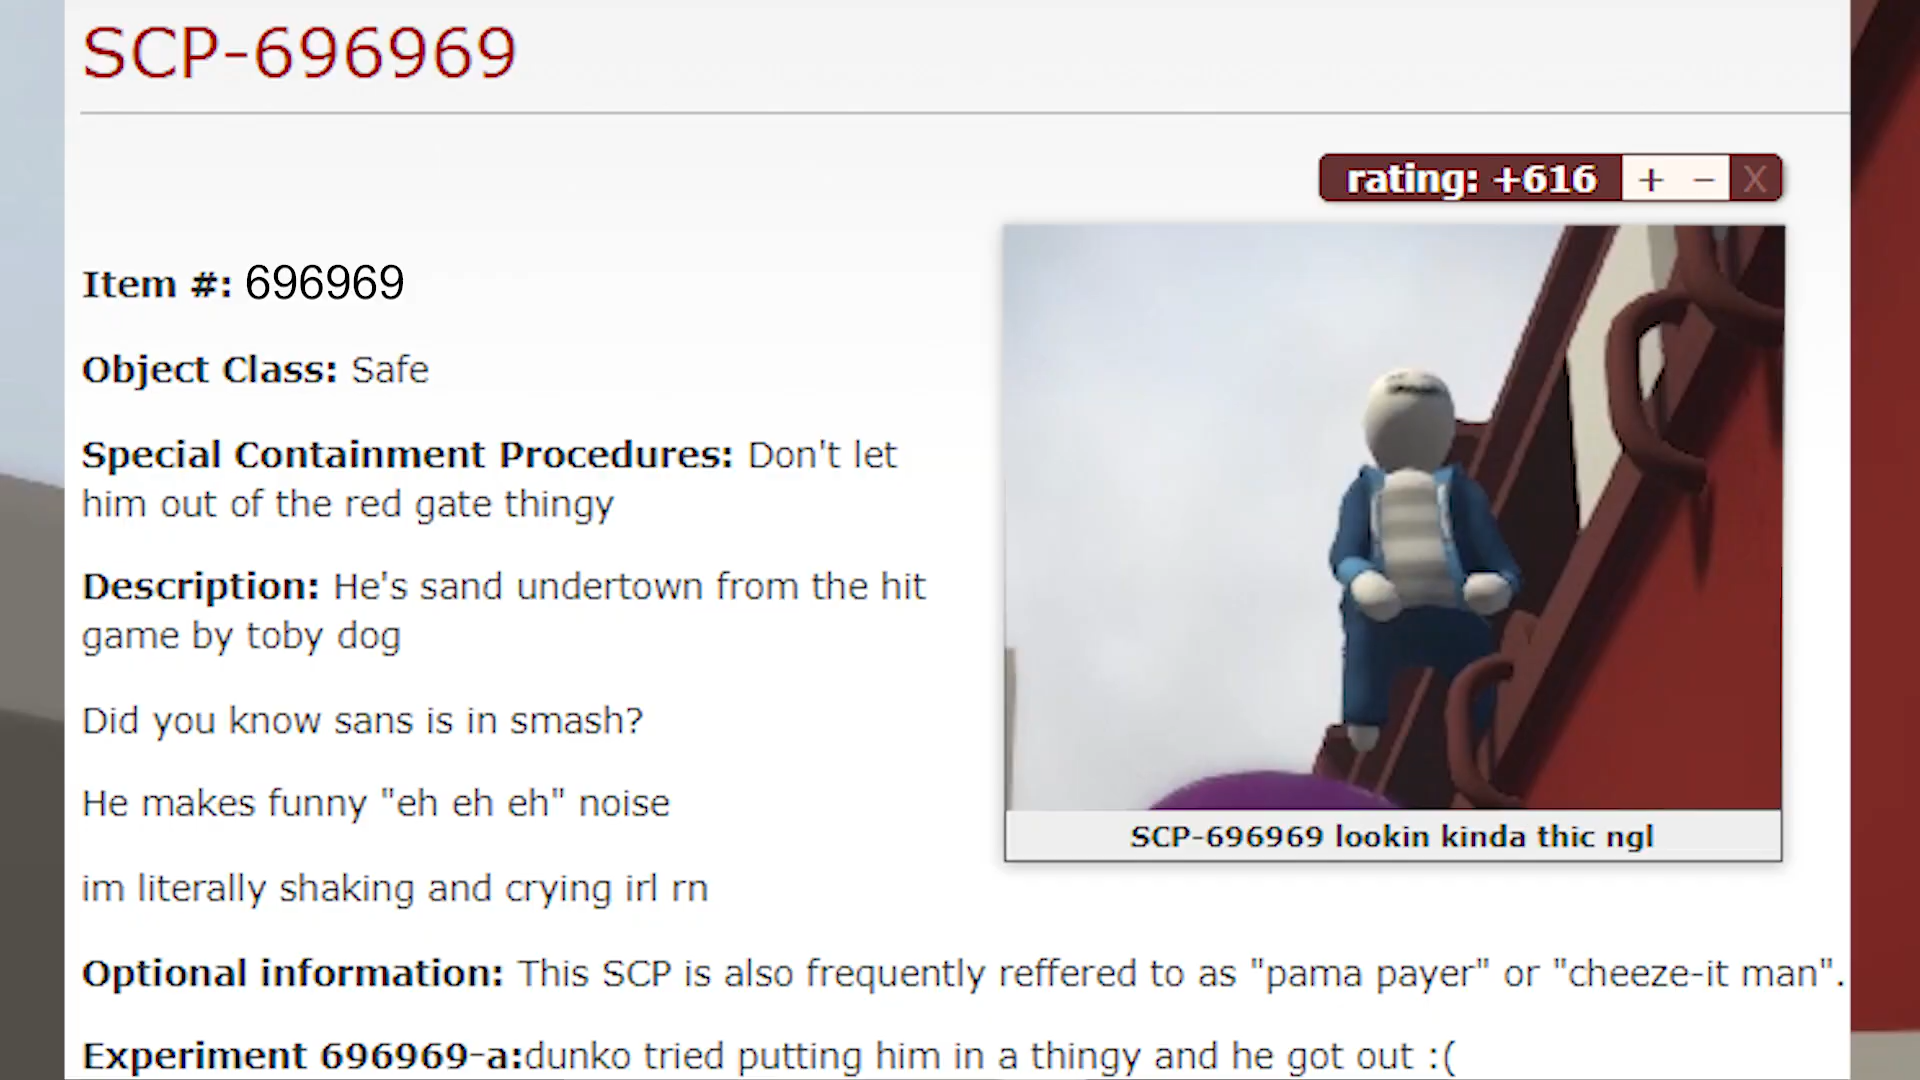 SCP-696969
rating: +616 + − X
Item #: 696969
Object Class: Safe
Special Containment Procedures: Don't let
him out of the red gate thingy
Description: He's sand undertown from the hit
game by toby dog
Did you know sans is in smash?
He makes funny "eh eh eh" noise
SCP-696969 lookin kinda thic ngl
im literally shaking and crying irl rn
Optional information: This SCP is also frequently reffered to as "pama payer" or "cheeze-it man".
Experiment 696969-a:dunko tried putting him in a thingy and he got out :(